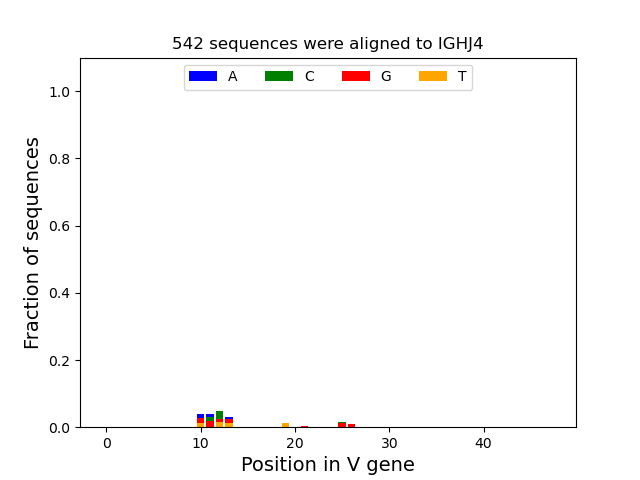 542 sequences were aligned to IGHJ4
A C G T
1.0
0.8
0.6
0.4
0.2
0.0
Fraction of sequences
0 10 20 30 40
Position in V gene